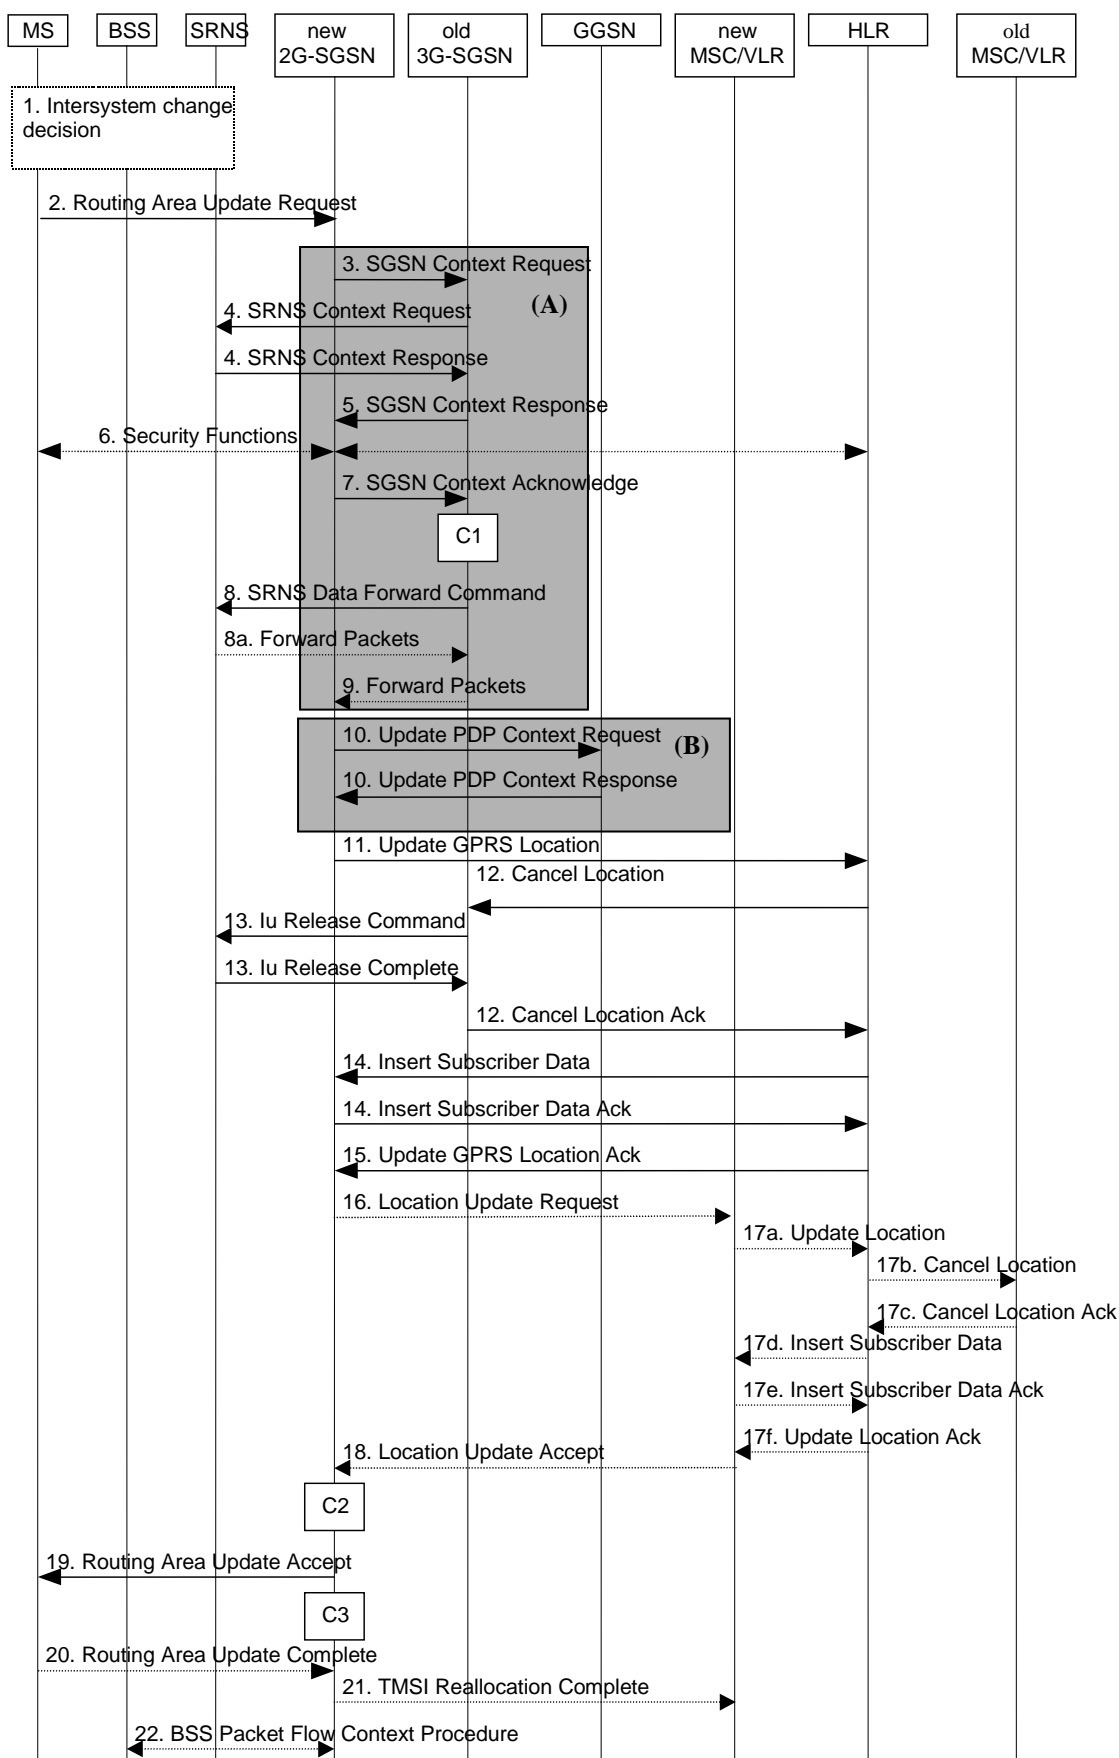 MS
BSS
SRNS
new
2G-SGSN
old
3G-SGSN
GGSN
new
MSC/VLR
HLR
old
MSC/VLR
1. Intersystem change
decision
2. Routing Area Update Request
3. SGSN Context Request
(A)
4. SRNS Context Request
4. SRNS Context Response
5. SGSN Context Response
6. Security Functions
7. SGSN Context Acknowledge
C1
8. SRNS Data Forward Command
8a. Forward Packets
9. Forward Packets
10. Update PDP Context Request
(B)
10. Update PDP Context Response
11. Update GPRS Location
12. Cancel Location
13. Iu Release Command
13. Iu Release Complete
12. Cancel Location Ack
14. Insert Subscriber Data
14. Insert Subscriber Data Ack
15. Update GPRS Location Ack
16. Location Update Request
17a. Update Location
17b. Cancel Location
17c. Cancel Location Ack
17d. Insert Subscriber Data
17e. Insert Subscriber Data Ack
17f. Update Location Ack
18. Location Update Accept
C2
19. Routing Area Update Accept
C3
20. Routing Area Update Complete
21. TMSI Reallocation Complete
22. BSS Packet Flow Context Procedure